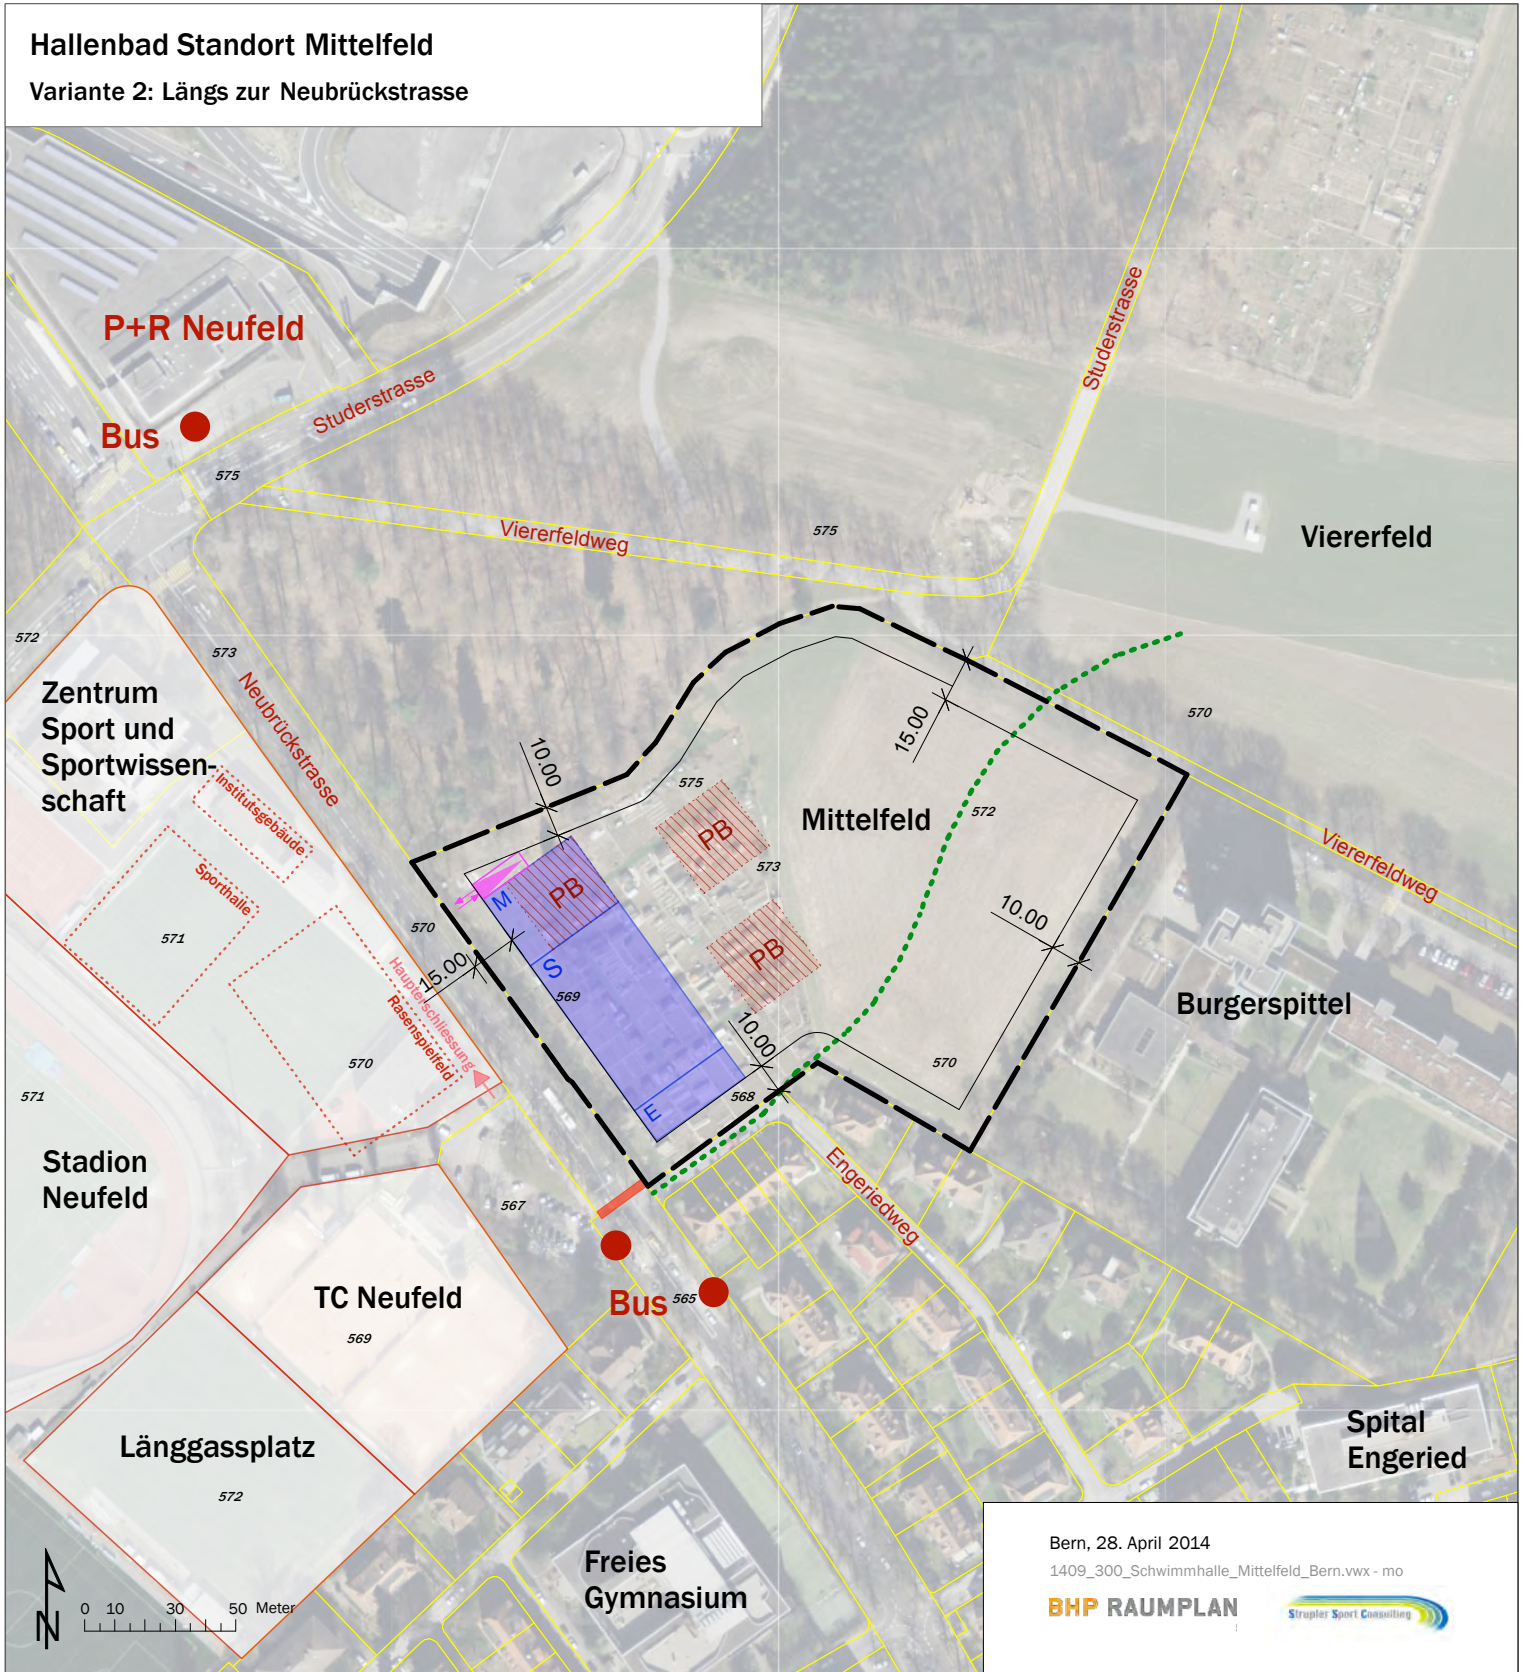 Hallenbad Standort Mittelfeld
Variante 2: Längs zur Neubrückstrasse
P+R Neufeld
Studerstrasse
Studerstrasse
Bus
575
Viererfeldweg
575
Viererfeld
572
573
Zentrum
Sport und
Sportwissen-
schaft
Neubrückstrasse
570
15.00
10.00
575
Institutsgebäude
Mittelfeld
572
PB
573
Viererfeldweg
Sporthalle
PB
M
10.00
570
571
PB
S
15.00
569
Haupterschliessung
Rasenspielfeld
Burgerspittel
10.00
570
570
571
568
E
Stadion
Neufeld
Engeriedweg
567
TC Neufeld
Bus
565
569
Länggassplatz
Spital
Engeried
572
Freies
Gymnasium
Bern, 28. April 2014
1409_300_Schwimmhalle_Mittelfeld_Bern.vwx - mo
BHP RAUMPLAN
Strupler Sport Consulting
N
0 10 30 50 Meter